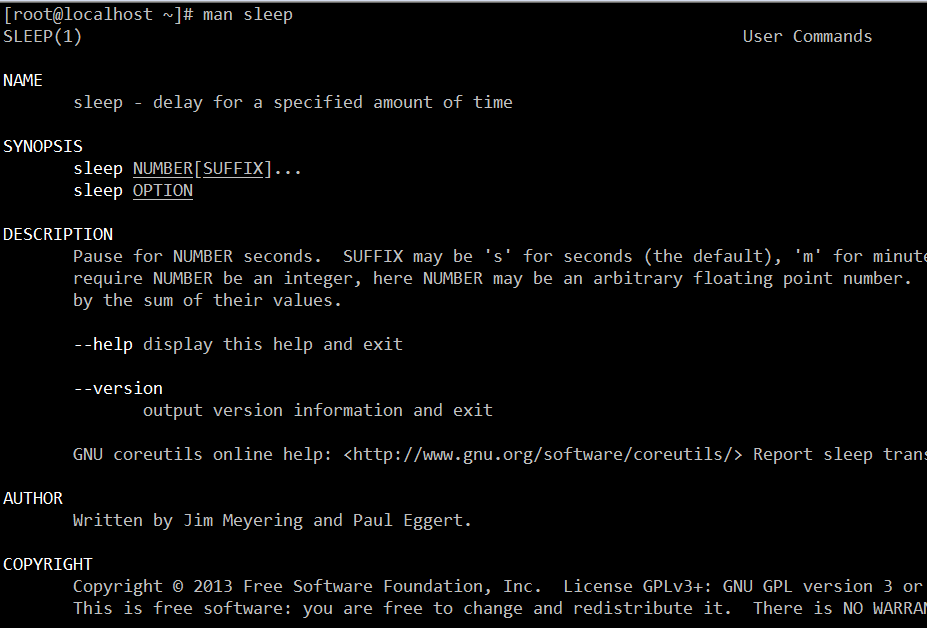 [root@localhost ~]# man sleep
SLEEP(1) User Commands
NAME
sleep - delay for a specified amount of time
SYNOPSIS
sleep NUMBER[SUFFIX]...
sleep OPTION
DESCRIPTION
Pause for NUMBER seconds.  SUFFIX may be 's' for seconds (the default), 'm' for minute
require NUMBER be an integer, here NUMBER may be an arbitrary floating point number.
by the sum of their values.
--help display this help and exit
--version
output version information and exit
GNU coreutils online help: <http://www.gnu.org/software/coreutils/> Report sleep trans
AUTHOR
Written by Jim Meyering and Paul Eggert.
COPYRIGHT
Copyright © 2013 Free Software Foundation, Inc.  License GPLv3+: GNU GPL version 3 or
This is free software: you are free to change and redistribute it.  There is NO WARRAN